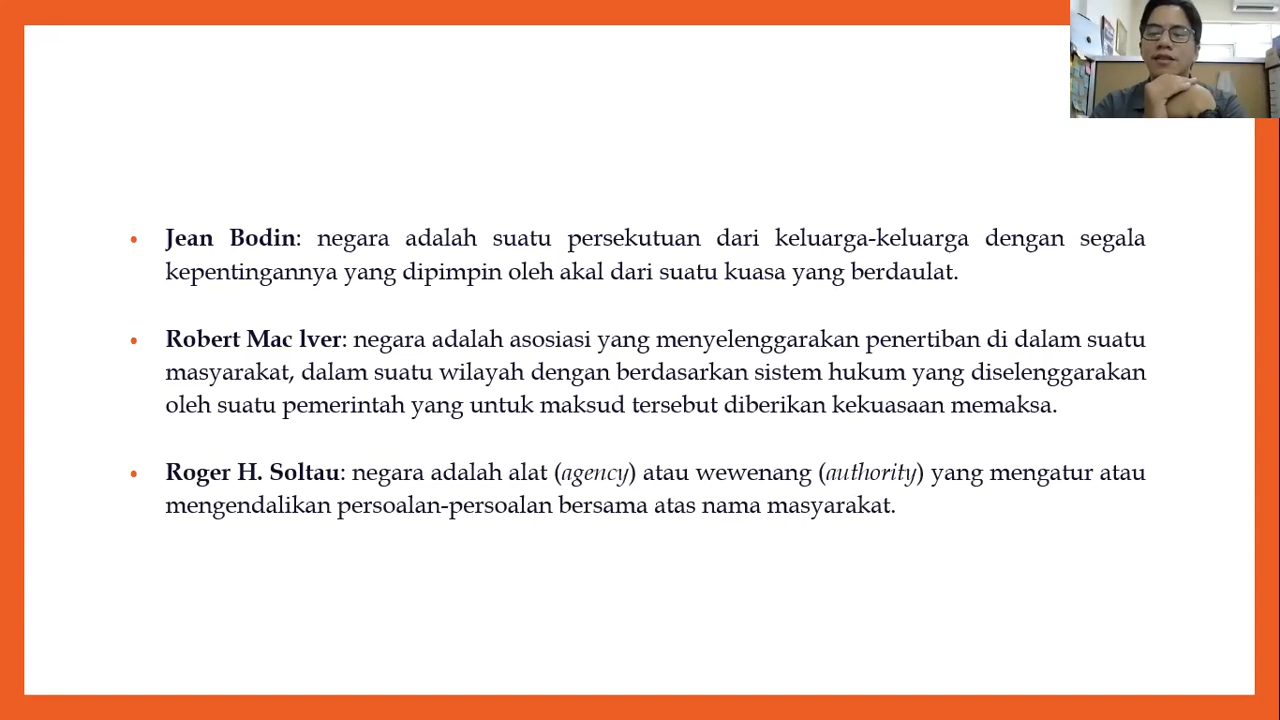 • Jean Bodin: negara adalah suatu persekutuan dari keluarga-keluarga dengan segala
kepentingannya yang dipimpin oleh akal dari suatu kuasa yang berdaulat.
• Robert Mac lver: negara adalah asosiasi yang menyelenggarakan penertiban di dalam suatu
masyarakat, dalam suatu wilayah dengan berdasarkan sistem hukum yang diselenggarakan
oleh suatu pemerintah yang untuk maksud tersebut diberikan kekuasaan memaksa.
• Roger H. Soltau: negara adalah alat (agency) atau wewenang (authority) yang mengatur atau
mengendalikan persoalan-persoalan bersama atas nama masyarakat.